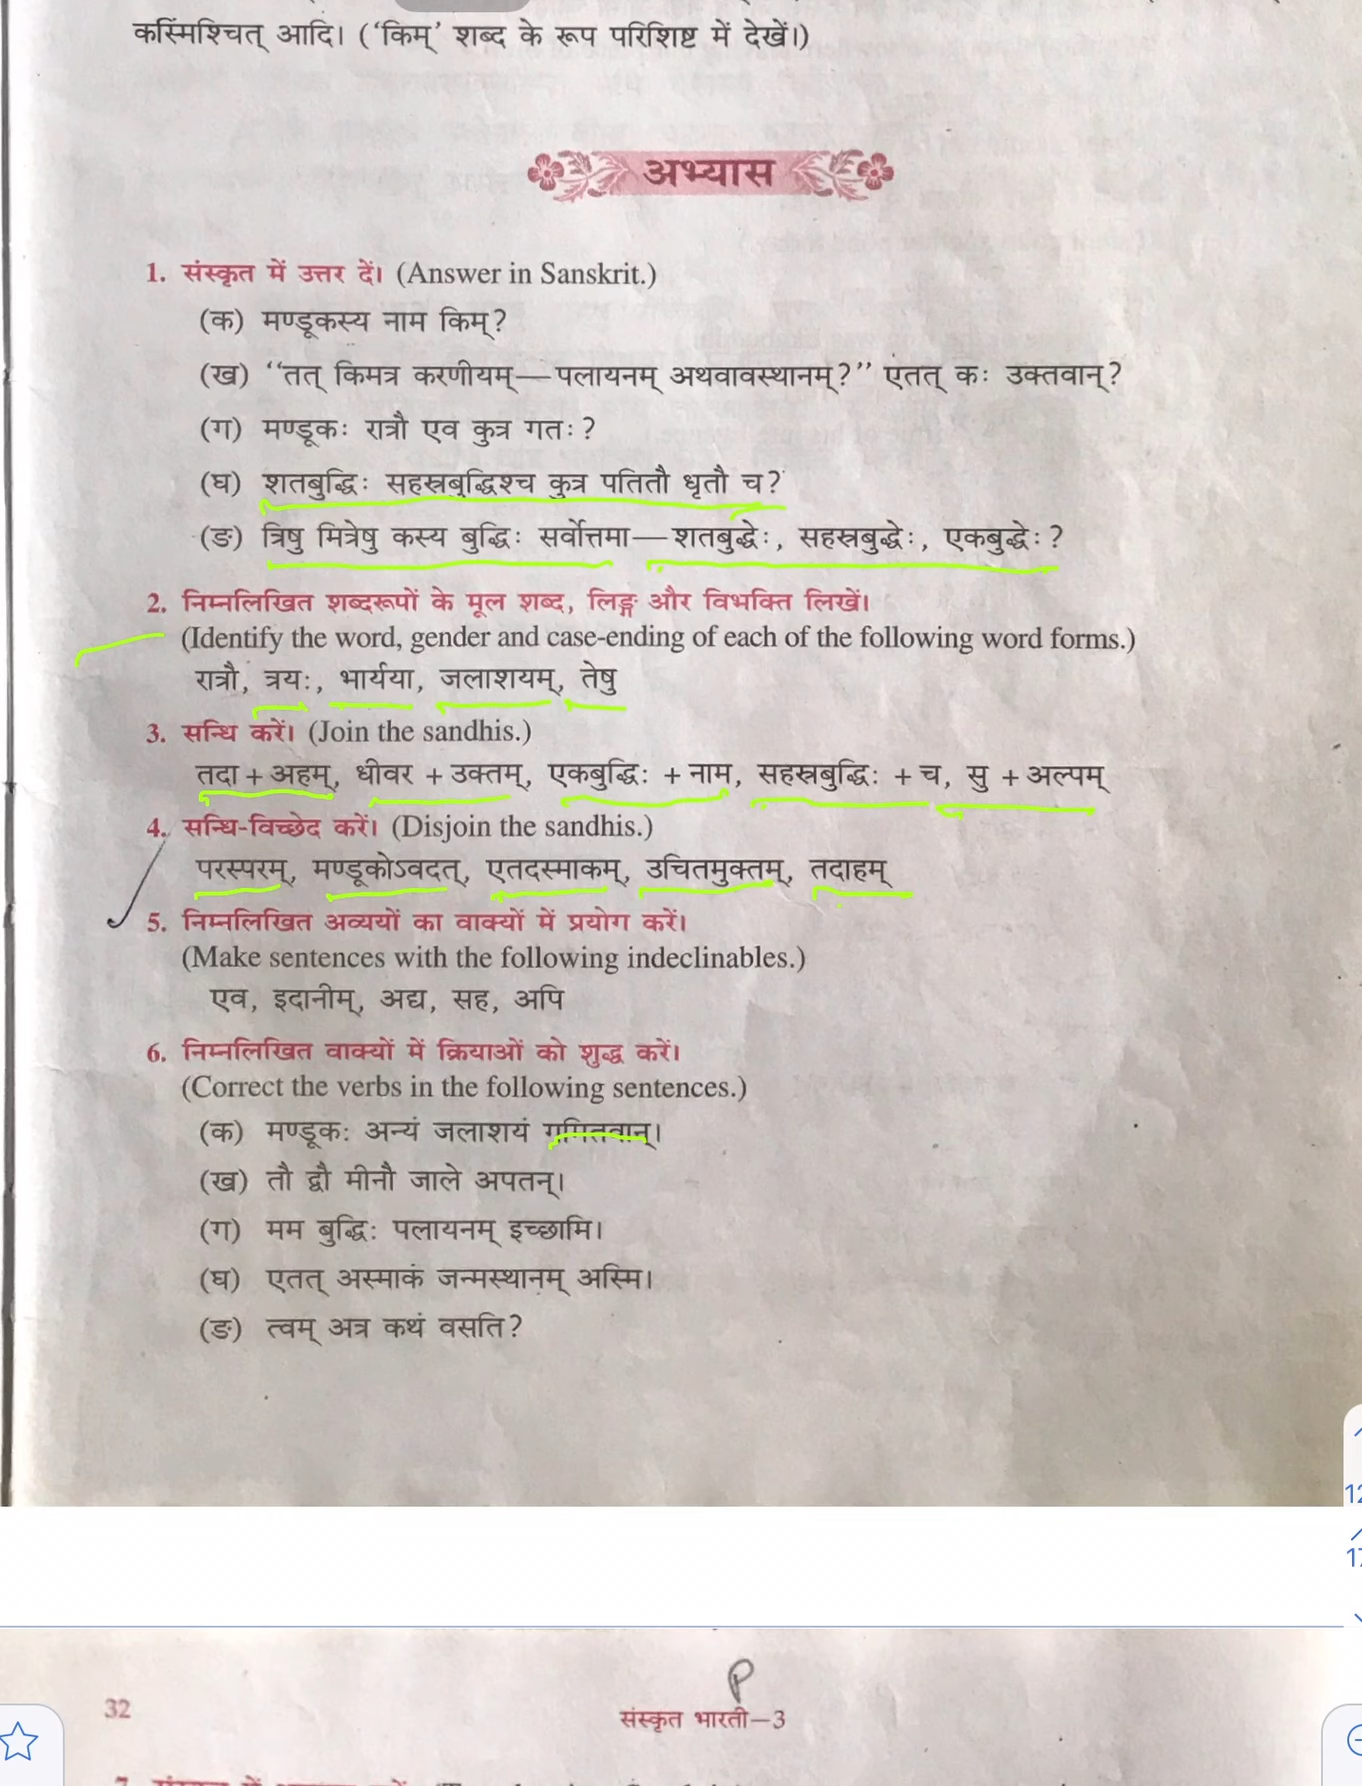 कस्मिंश्चित् आदि। (‘किम्’ शब्द के रूप परिशिष्ट में देखें।)
अभ्यास
1. संस्कृत में उत्तर दें। (Answer in Sanskrit.)
(क) मण्डूकस्य नाम किम्?
(ख) “तत् किमत्र करणीयम्—पलायनम् अथवावस्थानम्?” एतत् कः उक्तवान्?
(ग) मण्डूकः रात्रौ एव कुत्र गतः?
(घ) शतबुद्धिः सहस्रबुद्धिश्च कुत्र पतितौ धृतौ च?
(ङ) त्रिषु मित्रेषु कस्य बुद्धिः सर्वोत्तमा—शतबुद्धेः, सहस्रबुद्धेः, एकबुद्धेः?
2. निम्नलिखित शब्दरूपों के मूल शब्द, लिङ्ग और विभक्ति लिखें।
(Identify the word, gender and case-ending of each of the following word forms.)
रात्रौ, त्रयः, भार्यया, जलाशयम्, तेषु
3. सन्धि करें। (Join the sandhis.)
तदा + अहम्, धीवर + उक्तम्, एकबुद्धिः + नाम, सहस्रबुद्धिः + च, सु + अल्पम्
4. सन्धि-विच्छेद करें। (Disjoin the sandhis.)
परस्परम्, मण्डूकोऽवदत्, एतदस्माकम्, उचितमुक्तम्, तदाहम्
5. निम्नलिखित अव्ययों का वाक्यों में प्रयोग करें।
(Make sentences with the following indeclinables.)
एव, इदानीम्, अद्य, सह, अपि
6. निम्नलिखित वाक्यों में क्रियाओं को शुद्ध करें।
(Correct the verbs in the following sentences.)
(क) मण्डूकः अन्यं जलाशयं गमितवान्।
(ख) तौ द्वौ मीनौ जाले अपतन्।
(ग) मम बुद्धिः पलायनम् इच्छामि।
(घ) एतत् अस्माकं जन्मस्थानम् अस्मि।
(ङ) त्वम् अत्र कथं वसति?
P
32
संस्कृत भारती—3